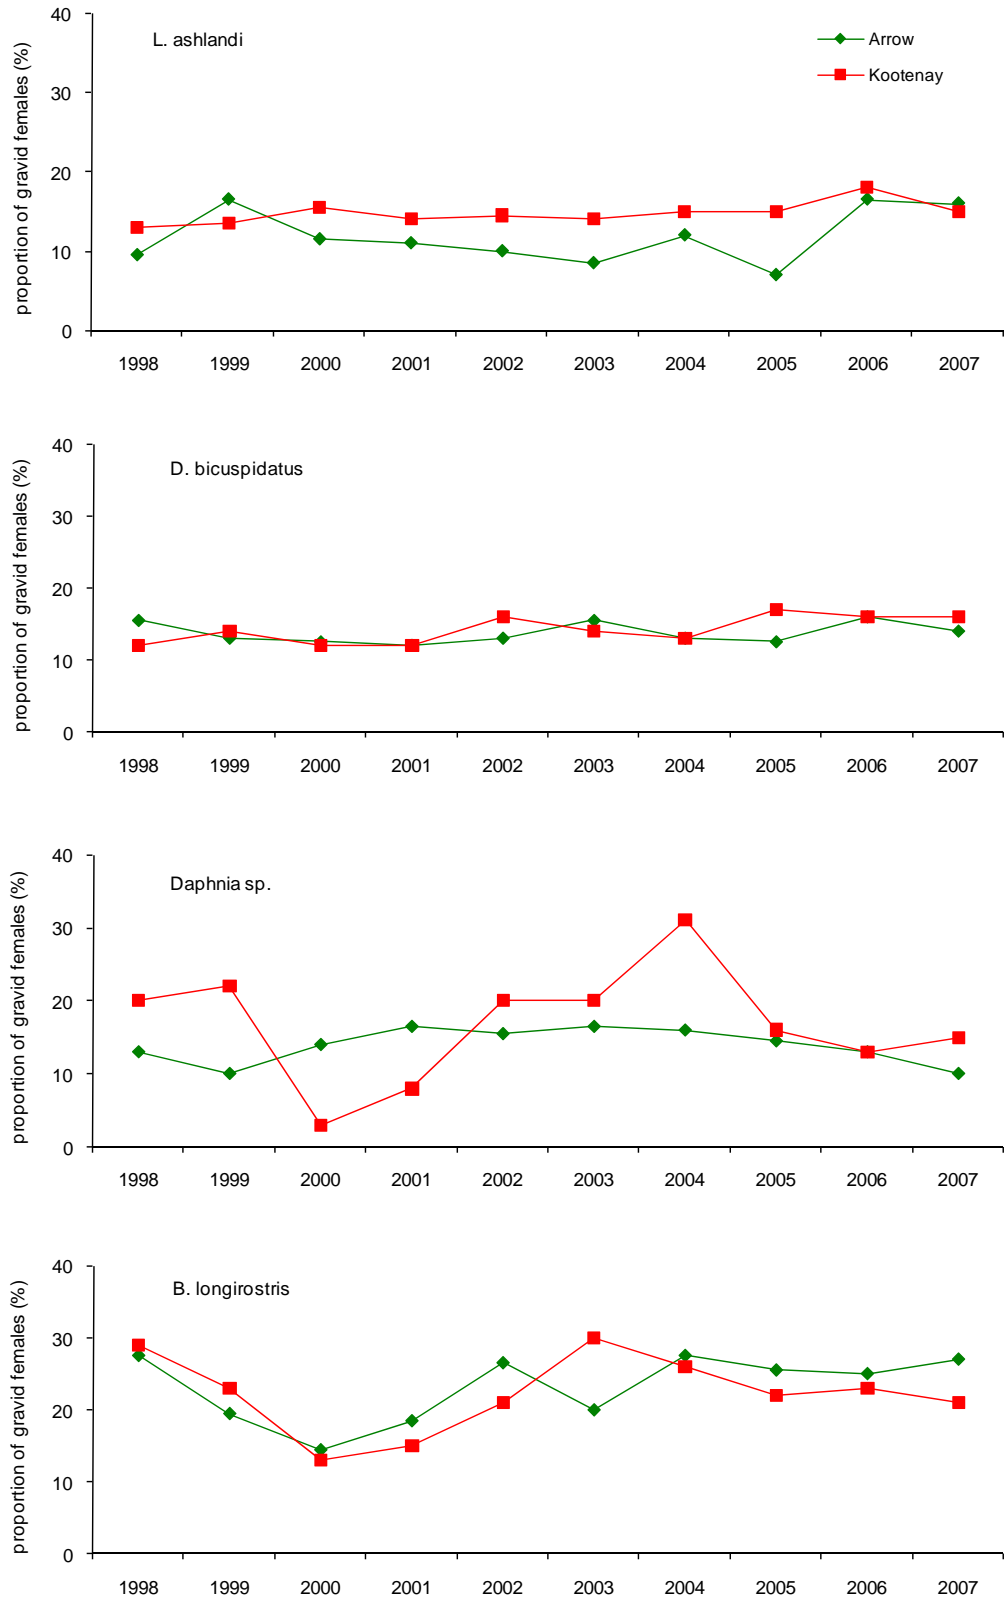 40
L. ashlandi
Arrow
Kootenay
30
20
10
0
proportion of gravid females (%)
1998 1999 2000 2001 2002 2003 2004 2005 2006 2007
40
D. bicuspidatus
30
20
10
0
proportion of gravid females (%)
1998 1999 2000 2001 2002 2003 2004 2005 2006 2007
40
Daphnia sp.
30
20
10
0
proportion of gravid females (%)
1998 1999 2000 2001 2002 2003 2004 2005 2006 2007
40
B. longirostris
30
20
10
0
proportion of gravid females (%)
1998 1999 2000 2001 2002 2003 2004 2005 2006 2007